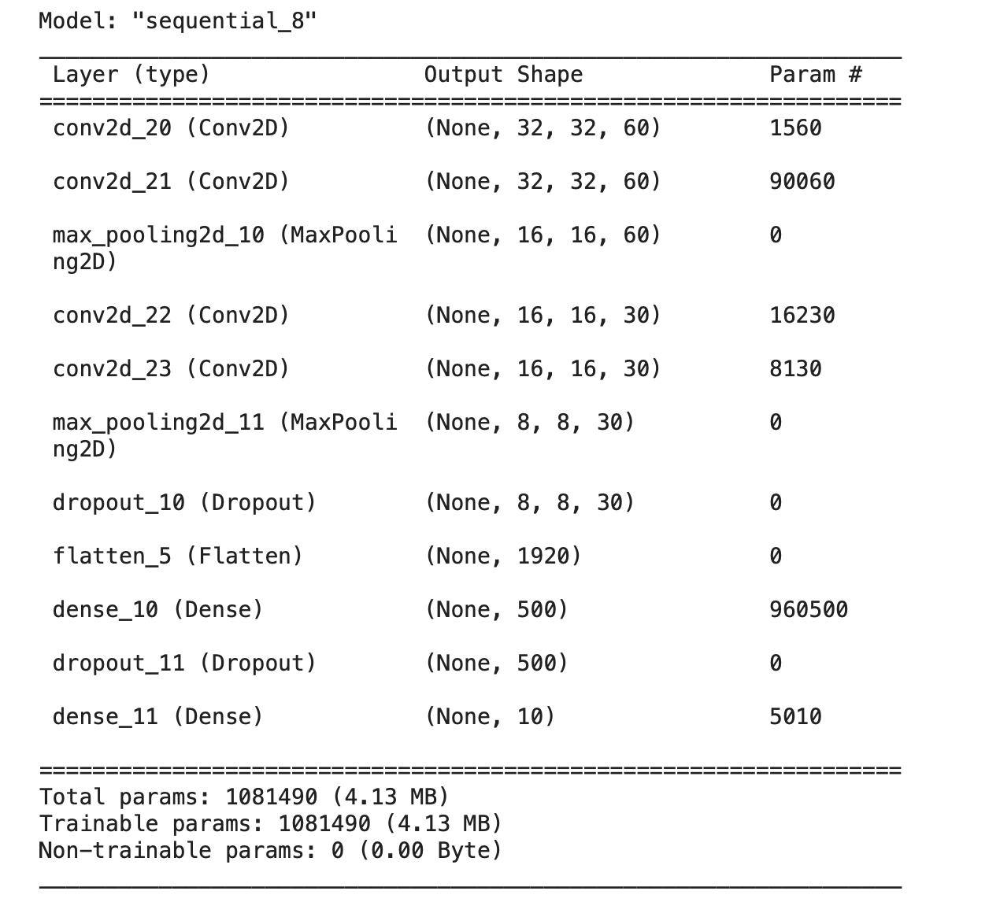 Model: "sequential_8"
Layer (type) Output Shape Param #
conv2d_20 (Conv2D) (None, 32, 32, 60) 1560
conv2d_21 (Conv2D) (None, 32, 32, 60) 90060
max_pooling2d_10 (MaxPooli (None, 16, 16, 60) 0
ng2D)
conv2d_22 (Conv2D) (None, 16, 16, 30) 16230
conv2d_23 (Conv2D) (None, 16, 16, 30) 8130
max_pooling2d_11 (MaxPooli (None, 8, 8, 30) 0
ng2D)
dropout_10 (Dropout) (None, 8, 8, 30) 0
flatten_5 (Flatten) (None, 1920) 0
dense_10 (Dense) (None, 500) 960500
dropout_11 (Dropout) (None, 500) 0
dense_11 (Dense) (None, 10) 5010
Total params: 1081490 (4.13 MB)
Trainable params: 1081490 (4.13 MB)
Non-trainable params: 0 (0.00 Byte)